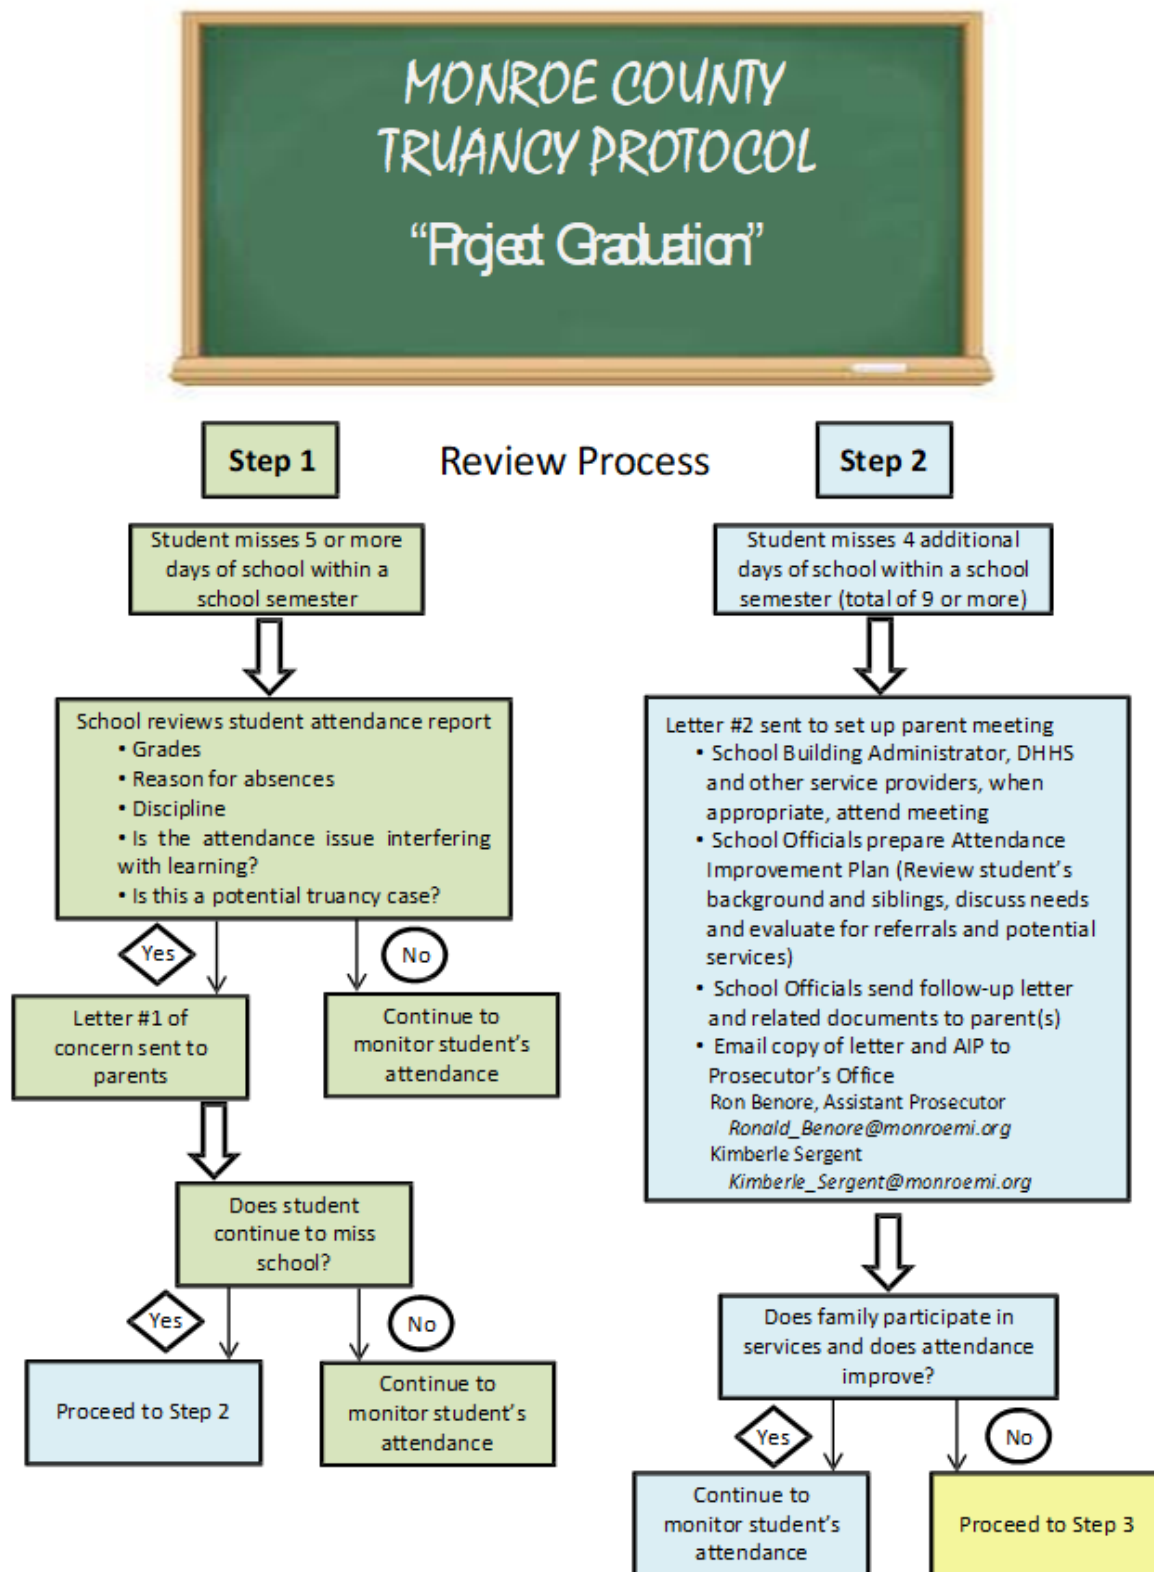 MONROE COUNTY
TRUANCY PROTOCOL
“Project Graduation”
Step 1
Review Process
Step 2
Student misses 5 or more
days of school within a
school semester
School reviews student attendance report
• Grades
• Reason for absences
• Discipline
• Is the attendance issue interfering
with learning?
• Is this a potential truancy case?
Yes
No
Letter #1 of
concern sent to
parents
Continue to
monitor student’s
attendance
Does student
continue to miss
school?
Yes
No
Proceed to Step 2
Continue to
monitor student’s
attendance
Student misses 4 additional
days of school within a school
semester (total of 9 or more)
Letter #2 sent to set up parent meeting
• School Building Administrator, DHHS
and other service providers, when
appropriate, attend meeting
• School Officials prepare Attendance
Improvement Plan (Review student’s
background and siblings, discuss needs
and evaluate for referrals and potential
services)
• School Officials send follow-up letter
and related documents to parent(s)
• Email copy of letter and AIP to
Prosecutor’s Office
Ron Benore, Assistant Prosecutor
Ronald_Benore@monroemi.org
Kimberle Sergent
Kimberle_Sergent@monroemi.org
Does family participate in
services and does attendance
improve?
Yes
No
Continue to
monitor student’s
attendance
Proceed to Step 3